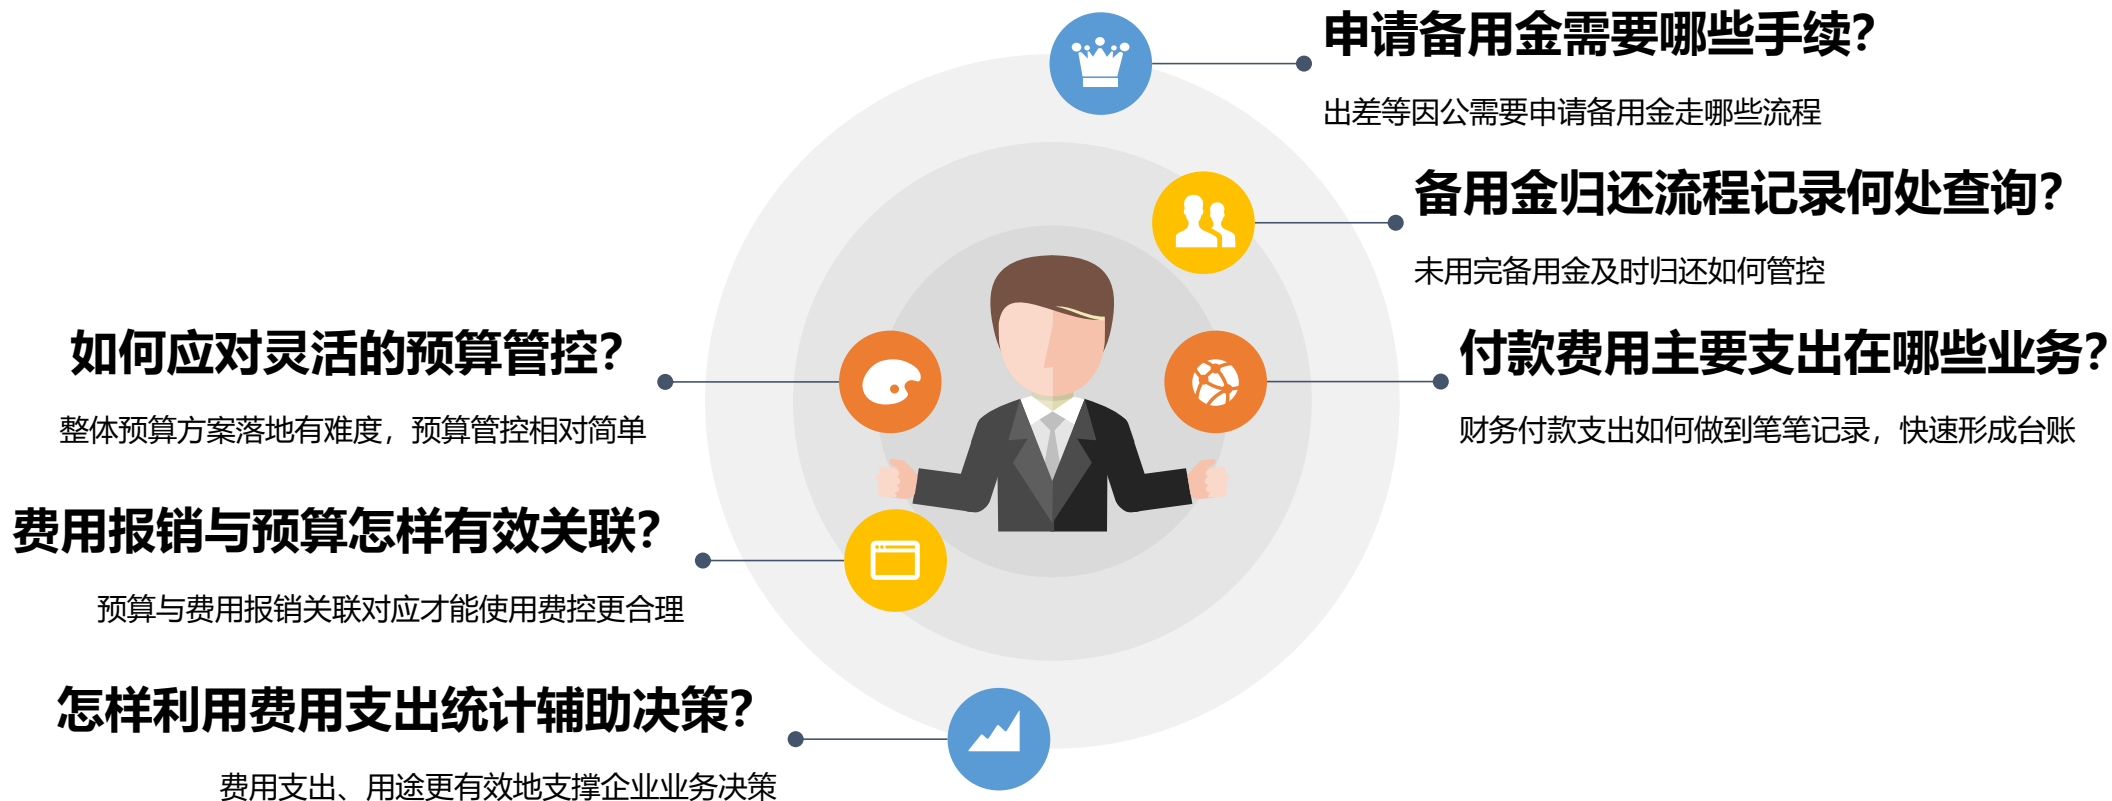 申请备用金需要哪些手续？
出差等因公需要申请备用金走哪些流程
备用金归还流程记录何处查询？
未用完备用金及时归还如何管控
付款费用主要支出在哪些业务？
财务付款支出如何做到笔笔记录，快速形成台账
如何应对灵活的预算管控？
整体预算方案落地有难度，预算管控相对简单
费用报销与预算怎样有效关联？
预算与费用报销关联对应才能使用费控更合理
怎样利用费用支出统计辅助决策？
费用支出、用途更有效地支撑企业业务决策